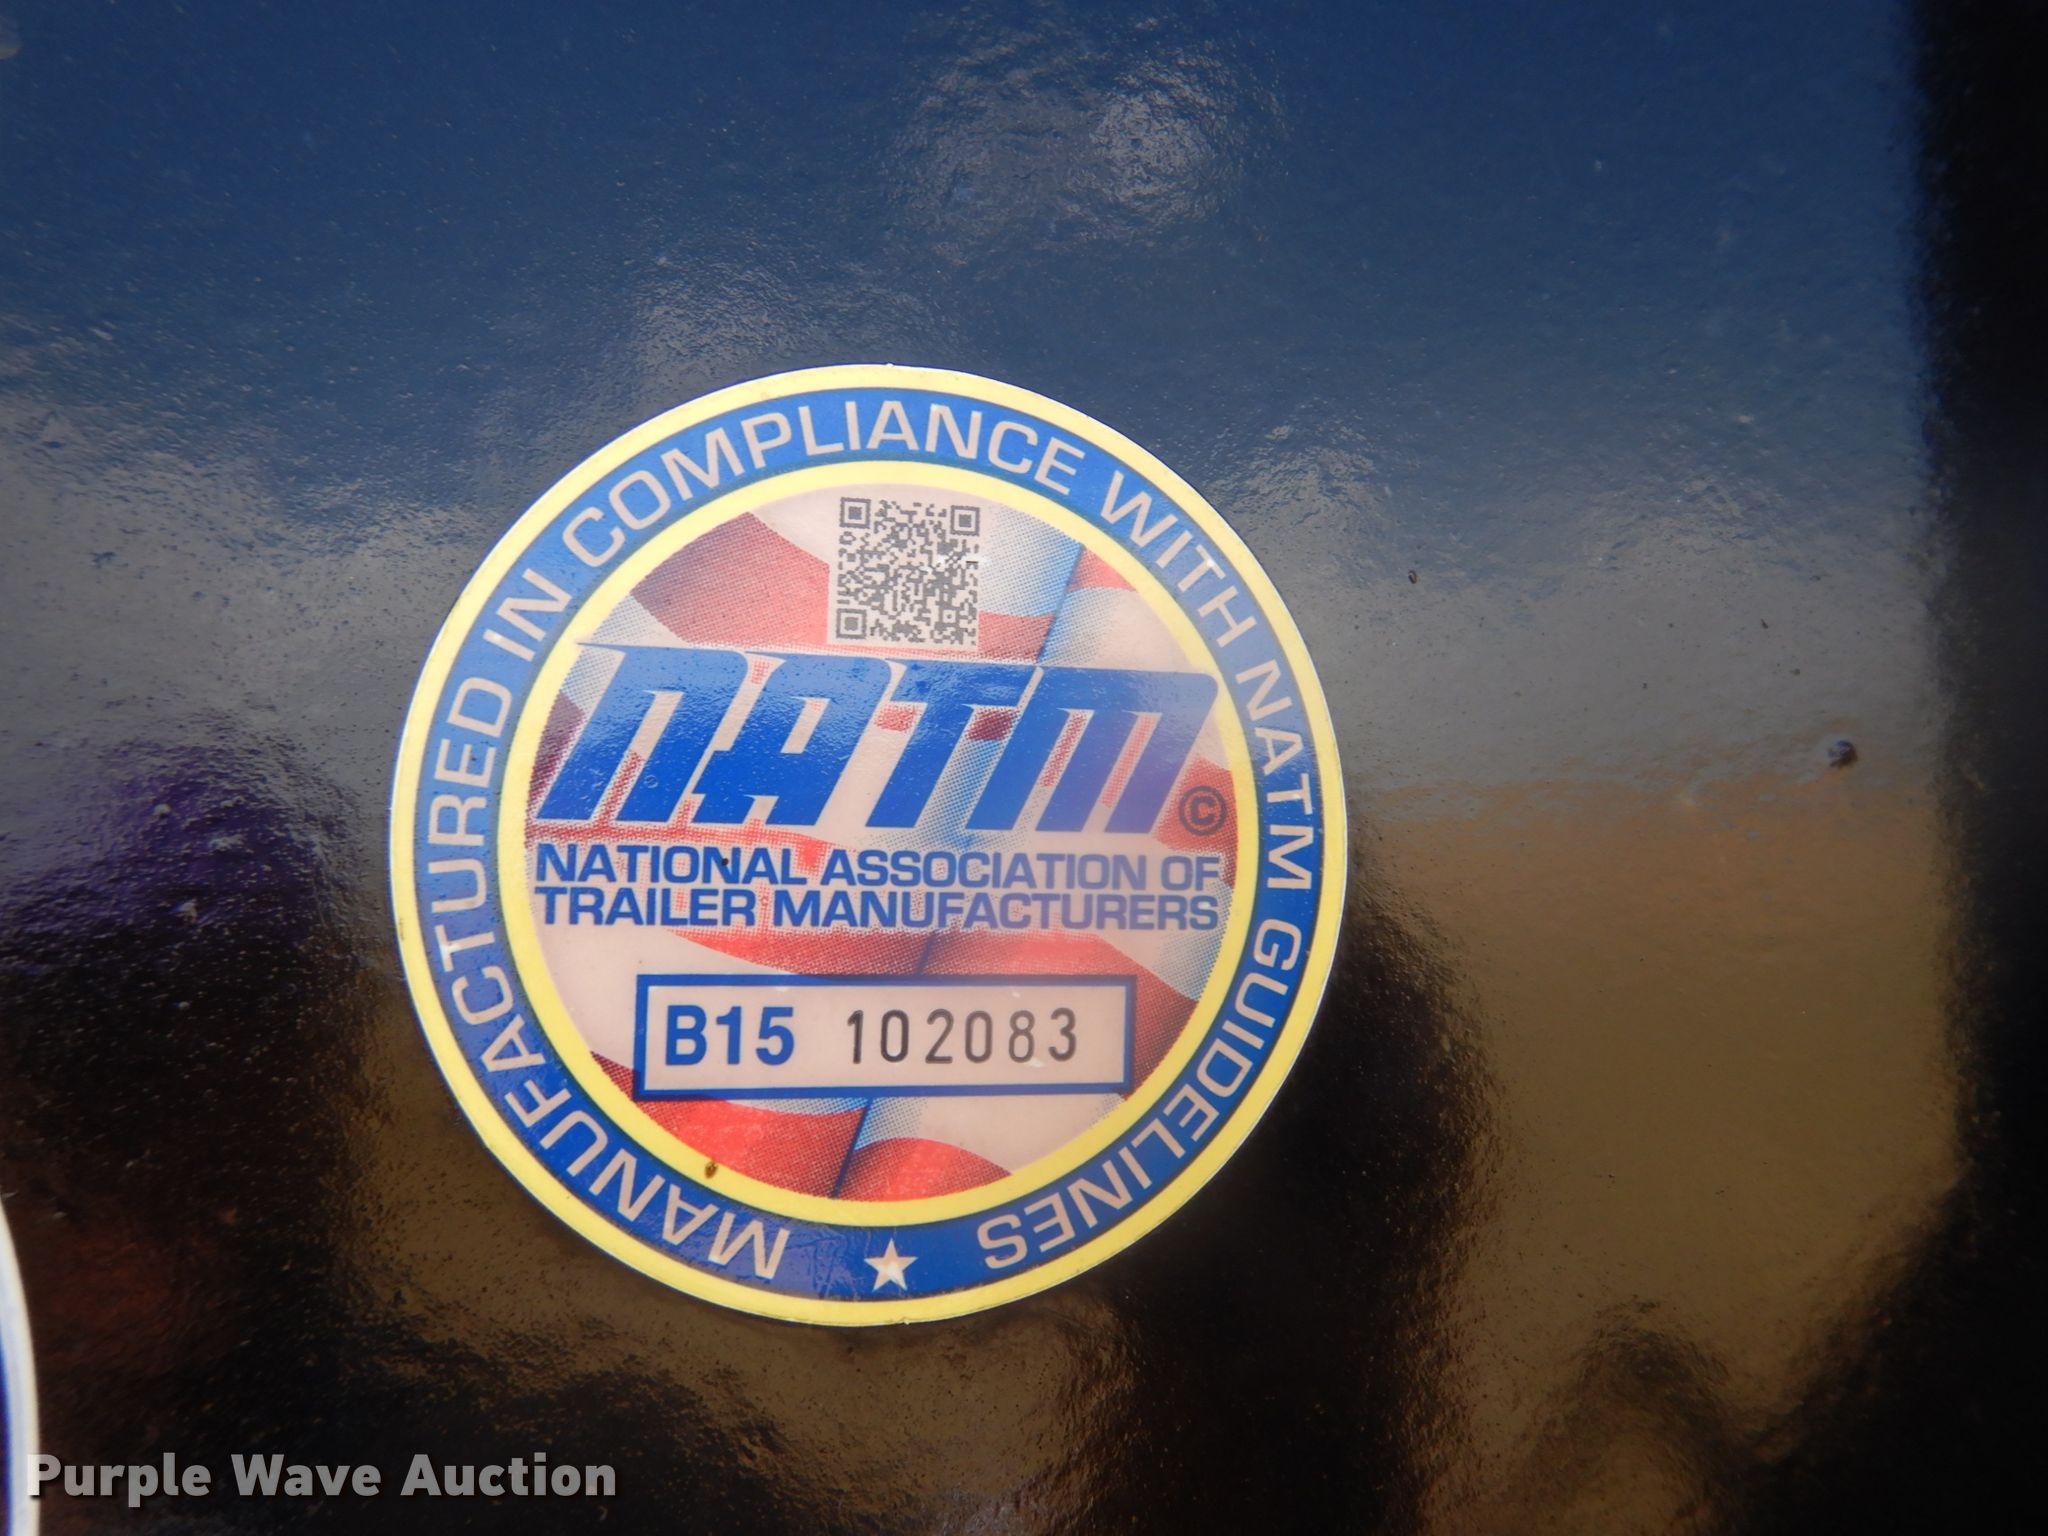 MANUFACTURED IN COMPLIANCE WITH NATM GUIDELINES
NATM ©
NATIONAL ASSOCIATION OF
TRAILER MANUFACTURERS
B15 102083
Purple Wave Auction